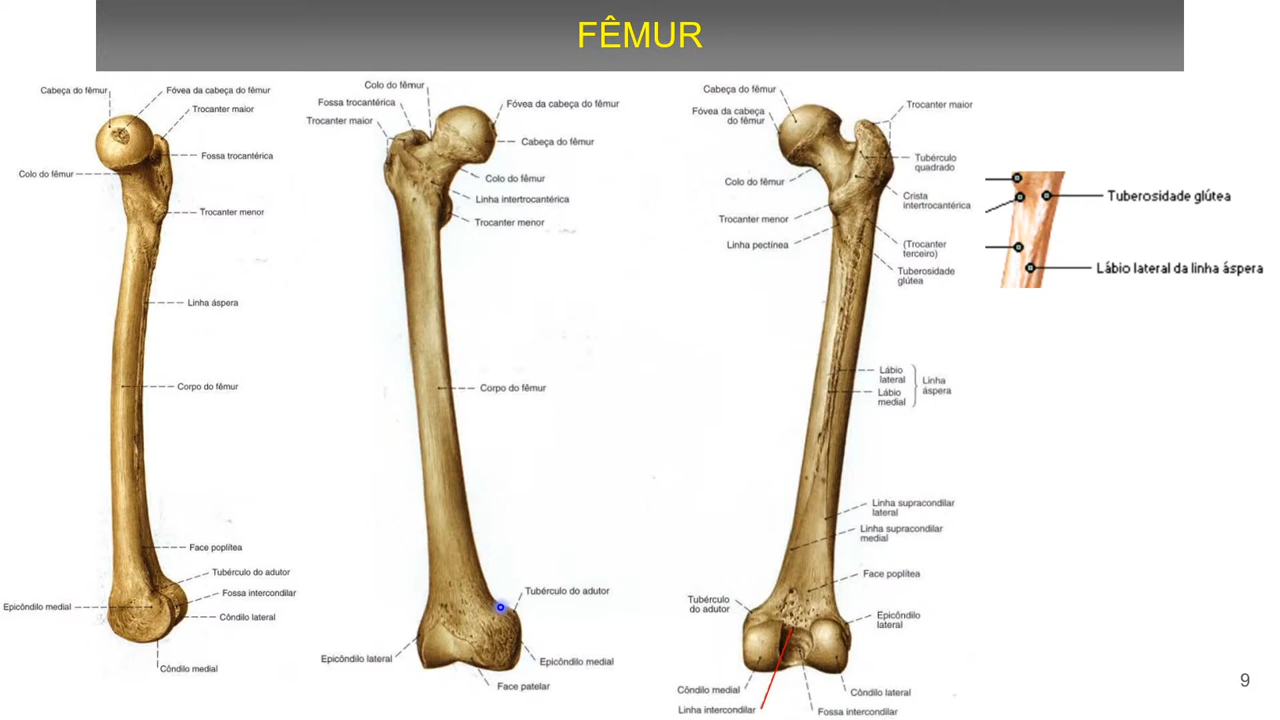 FÊMUR
Cabeça do fêmur
Fóvea da cabeça do fêmur
Trocanter maior
Fossa trocantérica
Colo do fêmur
Trocanter menor
Linha áspera
Corpo do fêmur
Face poplítea
Tubérculo do adutor
Fossa intercondilar
Epicôndilo medial
Côndilo lateral
Côndilo medial
Colo do fêmur
Fossa trocantérica
Trocanter maior
Fóvea da cabeça do fêmur
Cabeça do fêmur
Colo do fêmur
Linha intertrocantérica
Trocanter menor
Corpo do fêmur
Tubérculo do adutor
Epicôndilo lateral
Epicôndilo medial
Face patelar
Cabeça do fêmur
Fóvea da cabeça
do fêmur
Trocanter maior
Tubérculo
quadrado
Colo do fêmur
Crista
intertrocantérica
Trocanter menor
Linha pectínea
(Trocanter
terceiro)
Tuberosidade
glútea
Lábio
lateral
Lábio
medial
Linha
áspera
Linha supracondilar
lateral
Linha supracondilar
medial
Face poplítea
Tubérculo
do adutor
Epicôndilo
lateral
Côndilo medial
Côndilo lateral
Linha intercondilar
Fossa intercondilar
Tuberosidade glútea
Lábio lateral da linha áspera
9